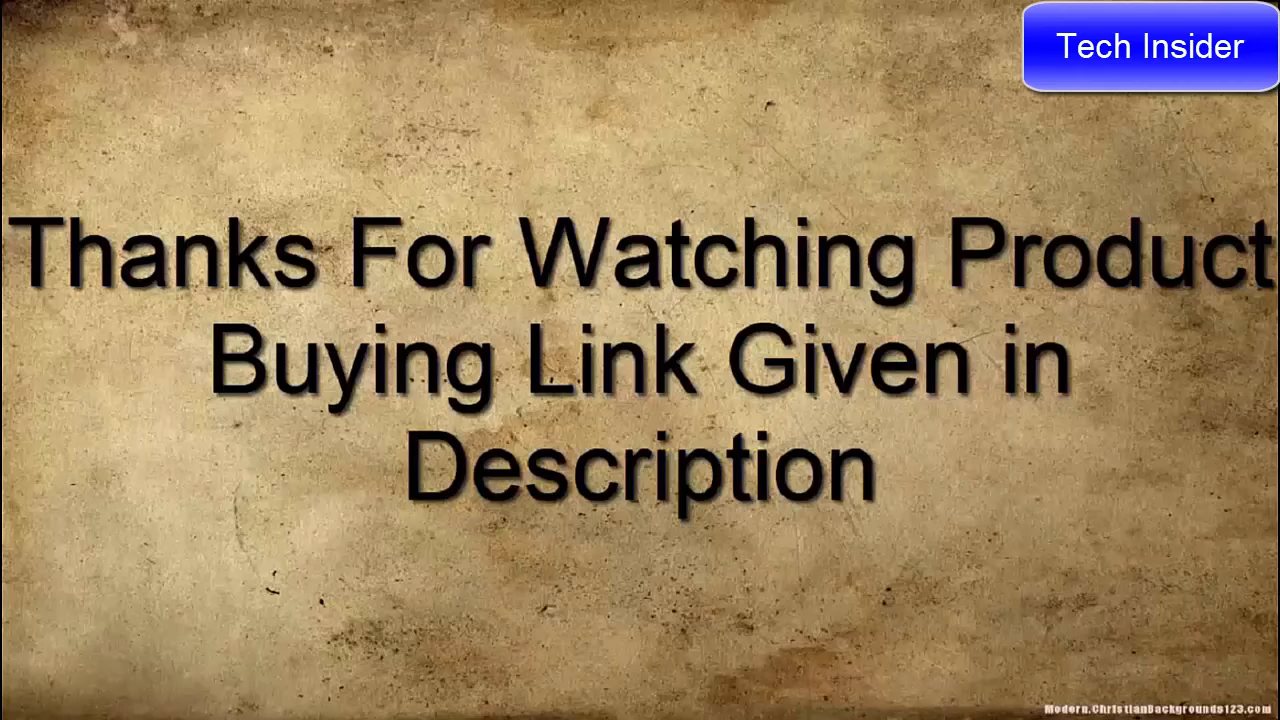 Tech Insider
Thanks For Watching Product
Buying Link Given in
Description
Modern.ChristianBackgrounds123.com